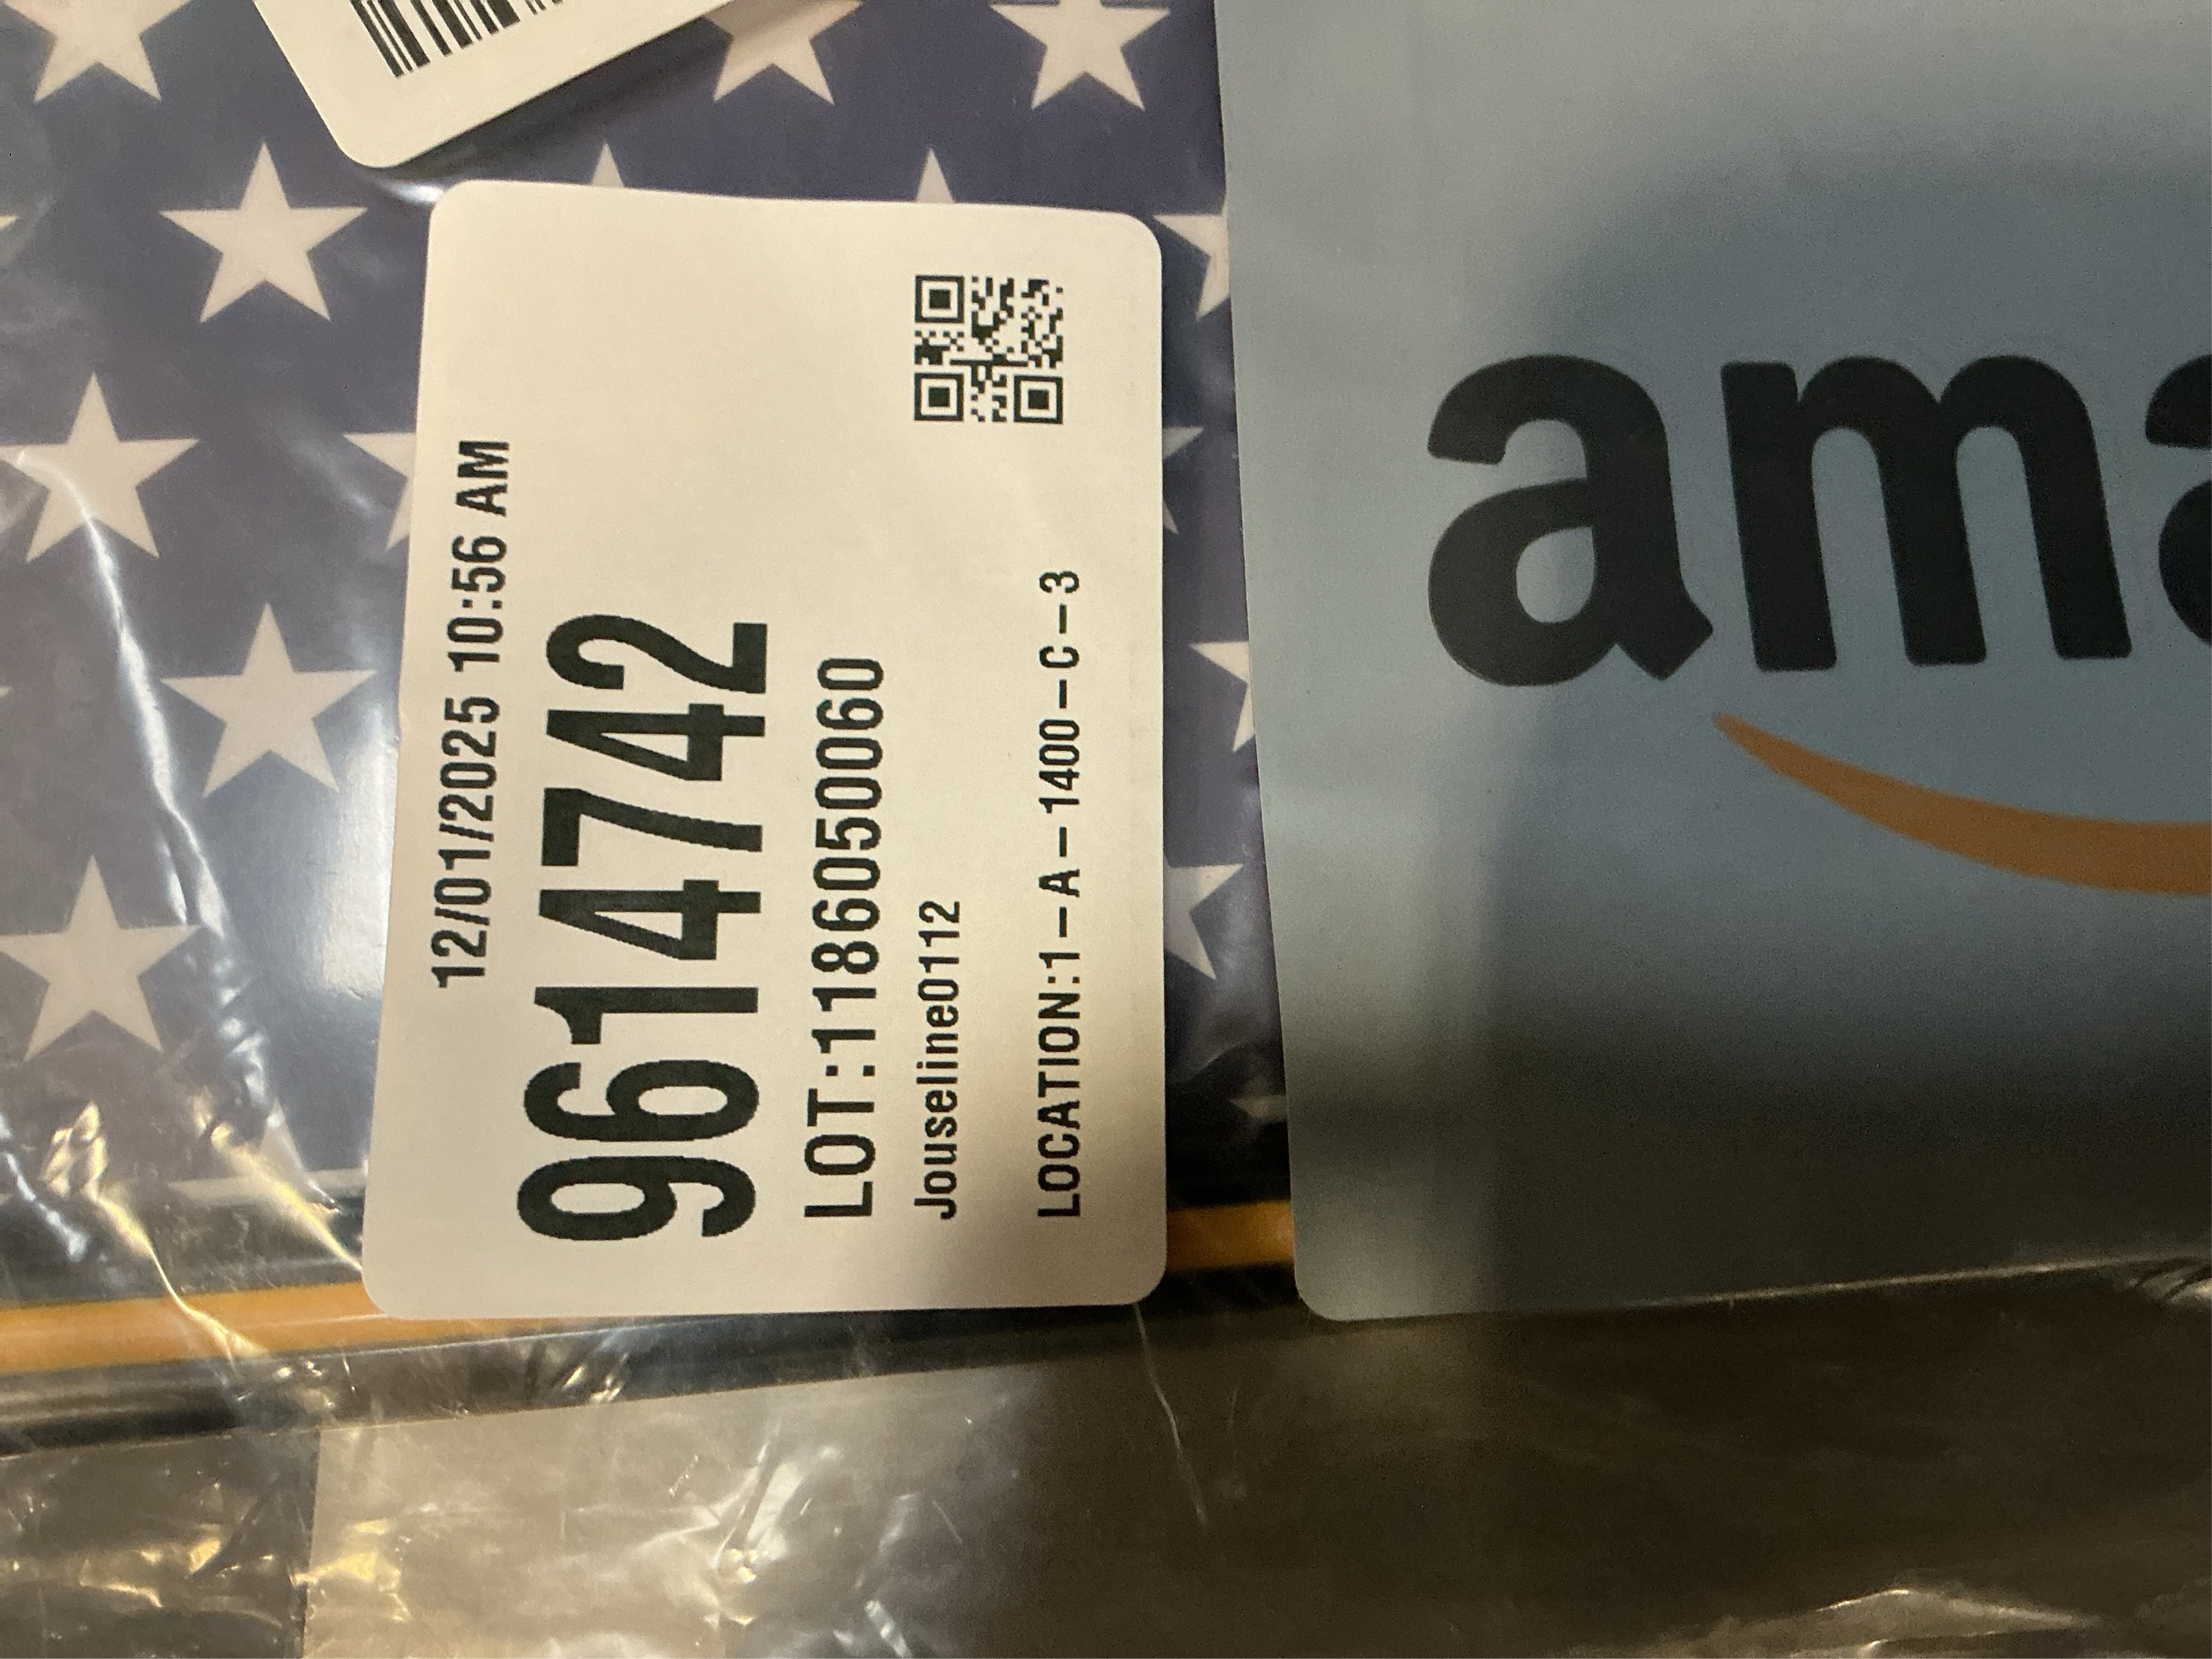 12/01/2025 10:56 AM
9614742
LOT:1186050060
Jouseline0112
LOCATION:1-A-1400-C-3
ama